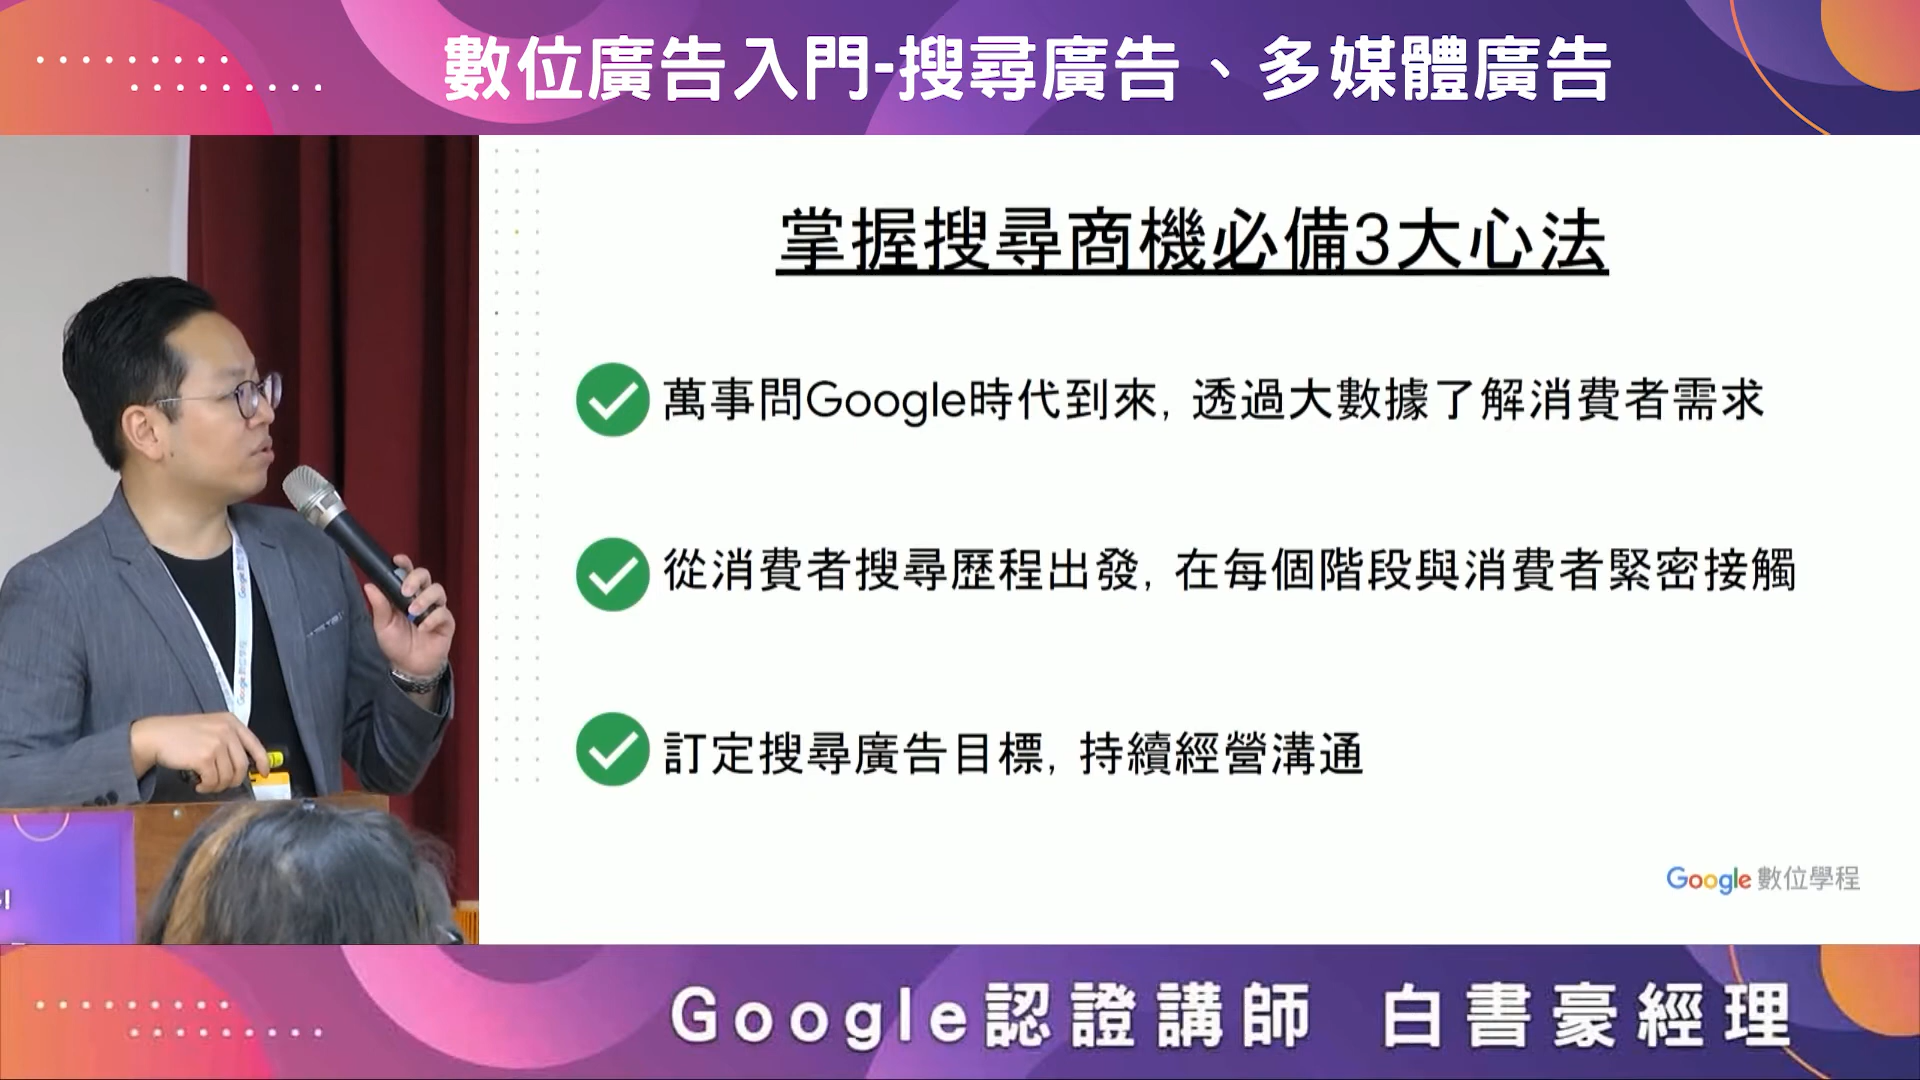 數位廣告入門-搜尋廣告、多媒體廣告
掌握搜尋商機必備3大心法
萬事問Google時代到來, 透過大數據了解消費者需求
從消費者搜尋歷程出發, 在每個階段與消費者緊密接觸
訂定搜尋廣告目標, 持續經營溝通
Google 數位學程
Google認證講師 白書豪經理